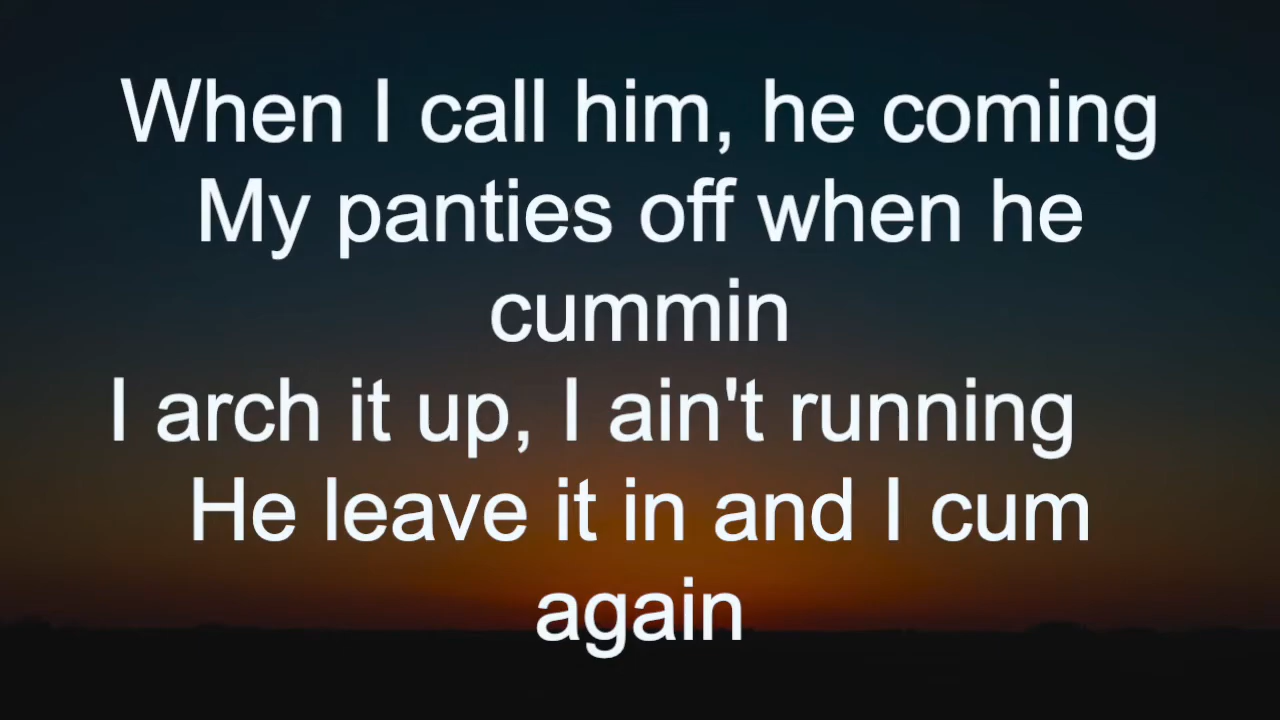 When I call him, he coming
My panties off when he
cummin
I arch it up, I ain't running
He leave it in and I cum
again